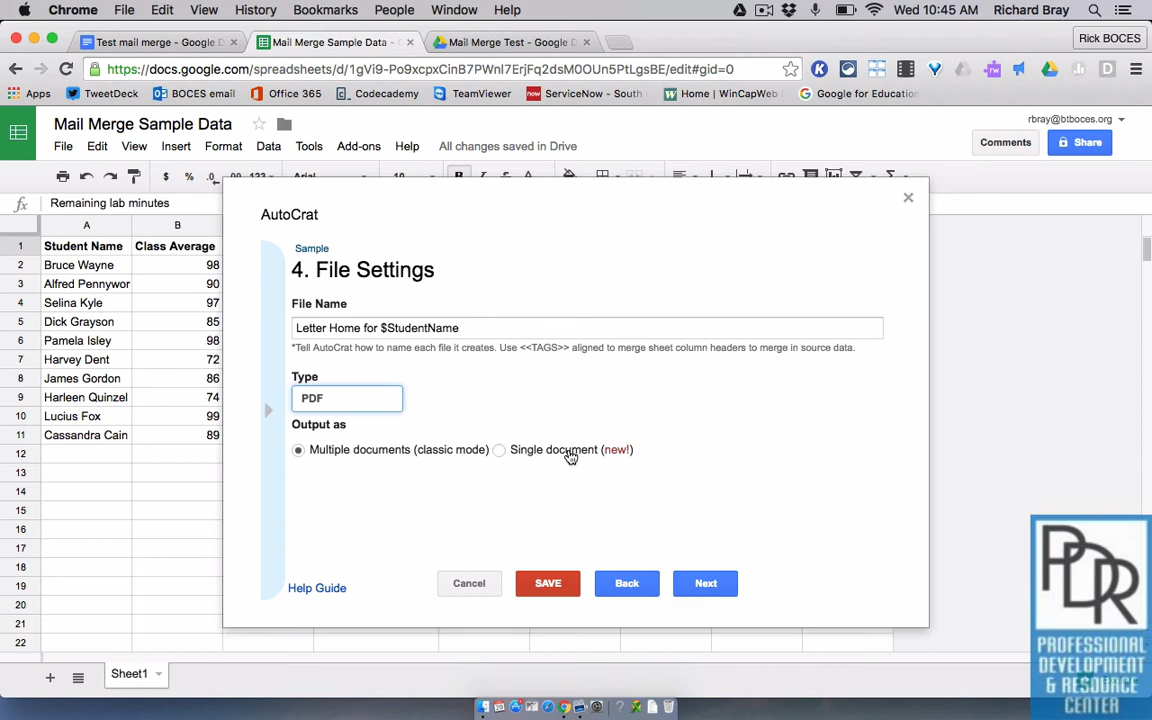 Chrome File Edit View History Bookmarks People Window Help Wed 10:45 AM Richard Bray
Test mail merge - Google D Mail Merge Sample Data - Mail Merge Test - Google D Rick BOCES
https://docs.google.com/spreadsheets/d/1gVi9-Po9xcpxCinB7PWnl7ErjFq2dsM0OUn5PtLgsBE/edit#gid=0
Apps TweetDeck BOCES email Office 365 Codecademy TeamViewer ServiceNow - South Home | WinCapWeb Google for Education
Mail Merge Sample Data rbray@btboces.org
File Edit View Insert Format Data Tools Add-ons Help All changes saved in Drive Comments Share
$ % .0 .00 123 Arial 10 B
fx Remaining lab minutes
AutoCrat
A B
Sample
1 Student Name Class Average
2 Bruce Wayne 98
3 Alfred Pennywor 90
4 Selina Kyle 97
5 Dick Grayson 85
6 Pamela Isley 98
7 Harvey Dent 72
8 James Gordon 86
9 Harleen Quinzel 74
10 Lucius Fox 99
11 Cassandra Cain 89
12
13
14
15
16
17
18
19
20
21
22
4. File Settings
File Name
Letter Home for $StudentName
*Tell AutoCrat how to name each file it creates. Use <<TAGS>> aligned to merge sheet column headers to merge in source data.
Type
PDF
Output as
Multiple documents (classic mode) Single document (new!)
Help Guide Cancel SAVE Back Next
Sheet1
PDRC
PROFESSIONAL
DEVELOPMENT
& RESOURCE
CENTER